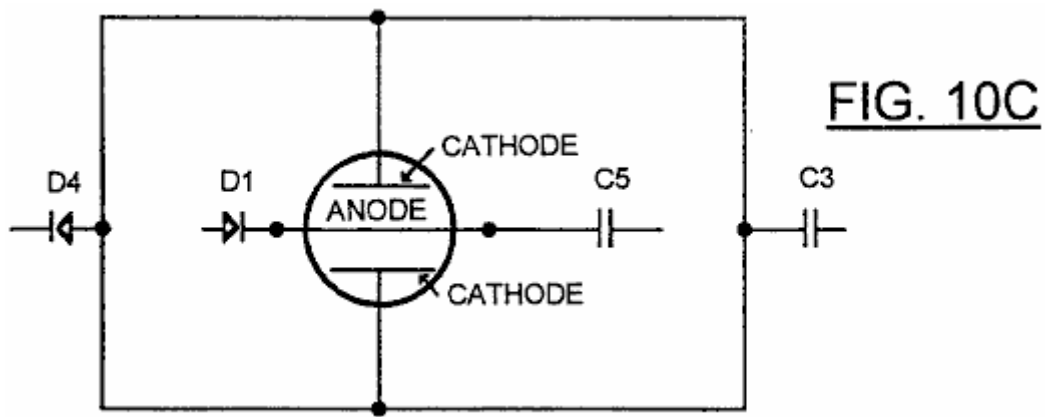 FIG. 10C
CATHODE
D4
D1
C5
C3
ANODE
CATHODE